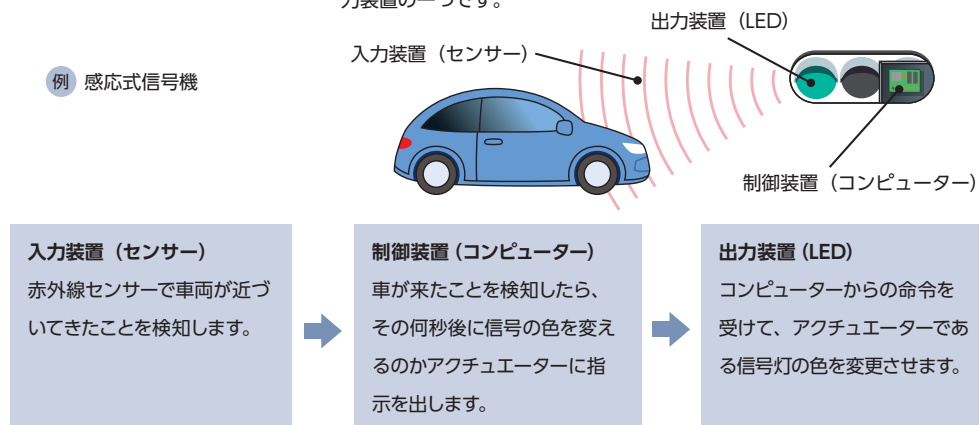 力装置の一つです。
出力装置（LED）
入力装置（センサー）
例 感応式信号機
制御装置（コンピューター）
入力装置（センサー）
赤外線センサーで車両が近づ
いてきたことを検知します。
制御装置（コンピューター）
車が来たことを検知したら、
その何秒後に信号の色を変え
るのかアクチュエーターに指
示を出します。
出力装置（LED）
コンピューターからの命令を
受けて、アクチュエーターであ
る信号灯の色を変更させます。